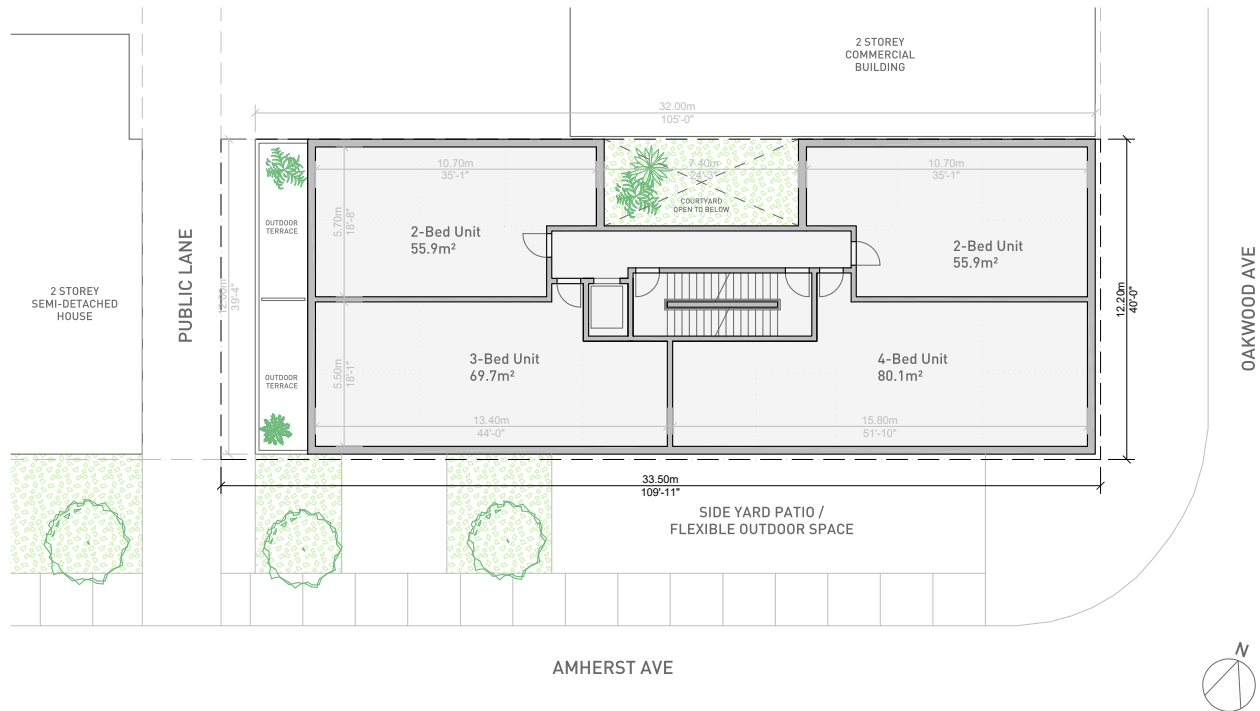 2 STOREY
COMMERCIAL
BUILDING
32.00m
105'-0"
10.70m
35'-1"
7.40m
24'-3"
10.70m
35'-1"
COURTYARD
OPEN TO BELOW
OUTDOOR
TERRACE
5.70m
18'-8"
2-Bed Unit
55.9m²
2-Bed Unit
55.9m²
PUBLIC LANE
2 STOREY
SEMI-DETACHED
HOUSE
12.00m
39'-4"
12.20m
40'-0"
OAKWOOD AVE
3-Bed Unit
69.7m²
4-Bed Unit
80.1m²
OUTDOOR
TERRACE
5.50m
18'-1"
13.40m
44'-0"
15.80m
51'-10"
33.50m
109'-11"
SIDE YARD PATIO /
FLEXIBLE OUTDOOR SPACE
AMHERST AVE
N